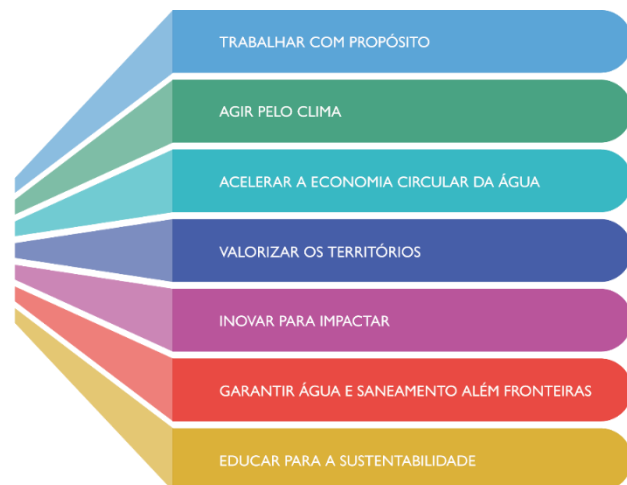 TRABALHAR COM PROPÓSITO
AGIR PELO CLIMA
ACELERAR A ECONOMIA CIRCULAR DA ÁGUA
VALORIZAR OS TERRITÓRIOS
INOVAR PARA IMPACTAR
GARANTIR ÁGUA E SANEAMENTO ALÉM FRONTEIRAS
EDUCAR PARA A SUSTENTABILIDADE